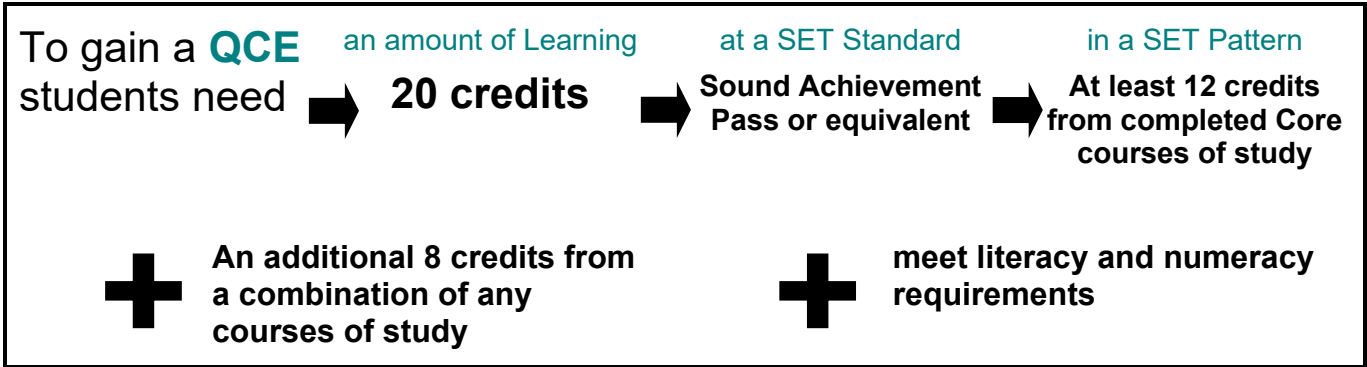 To gain a QCE
students need
an amount of Learning
20 credits
at a SET Standard
Sound Achievement
Pass or equivalent
in a SET Pattern
At least 12 credits
from completed Core
courses of study
An additional 8 credits from
a combination of any
courses of study
meet literacy and numeracy
requirements